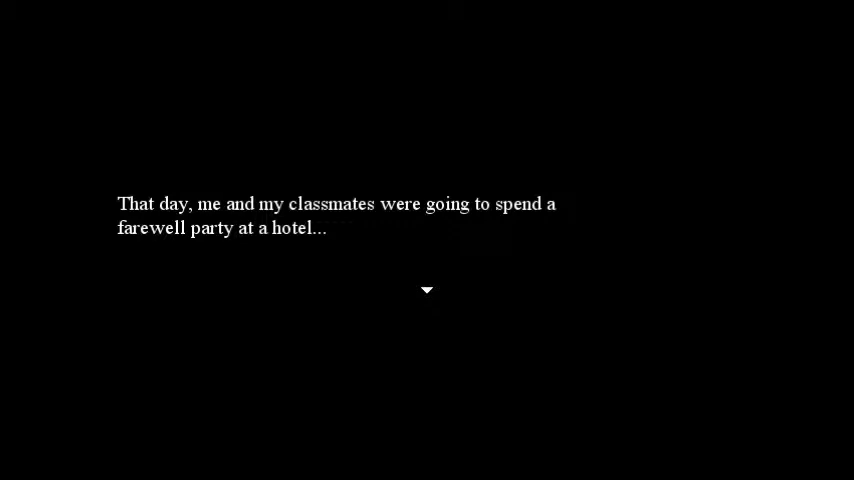 That day, me and my classmates were going to spend a
farewell party at a hotel...